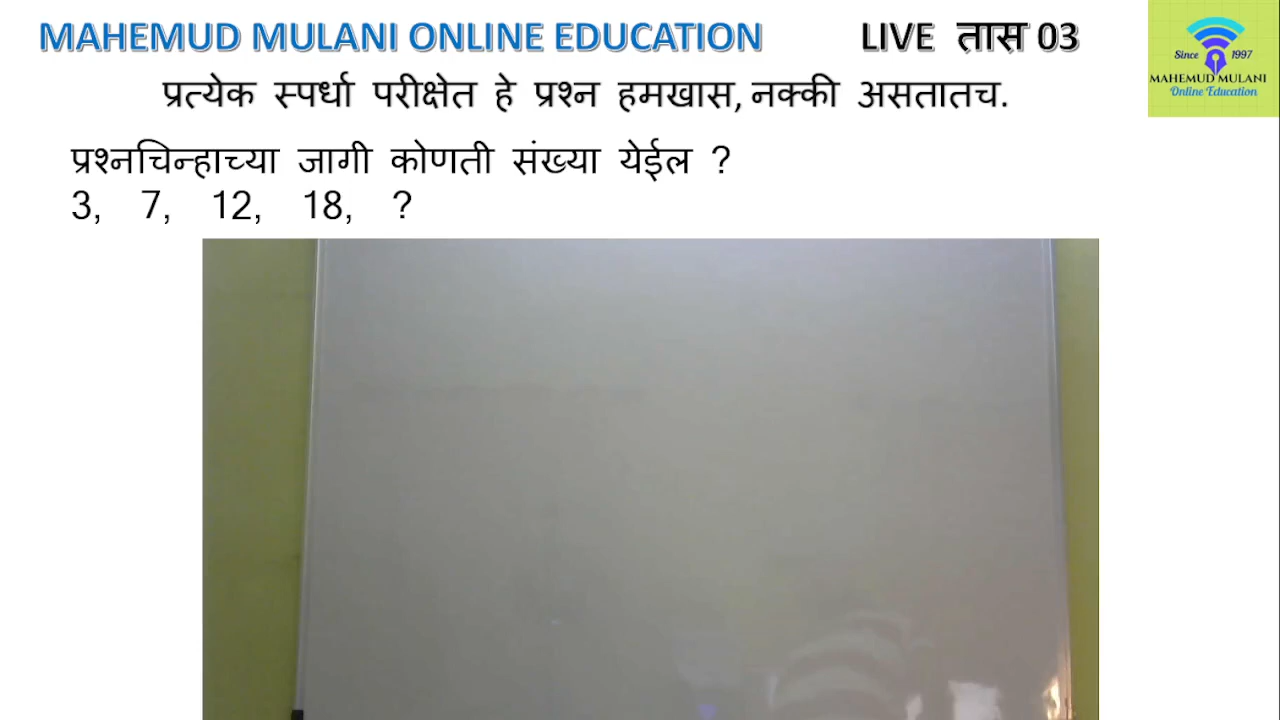 MAHEMUD MULANI ONLINE EDUCATION LIVE तास 03
Since 1997
MAHEMUD MULANI
Online Education
प्रत्येक स्पर्धा परीक्षेत हे प्रश्न हमखास, नक्की असतातच.
प्रश्नचिन्हाच्या जागी कोणती संख्या येईल ?
3, 7, 12, 18, ?